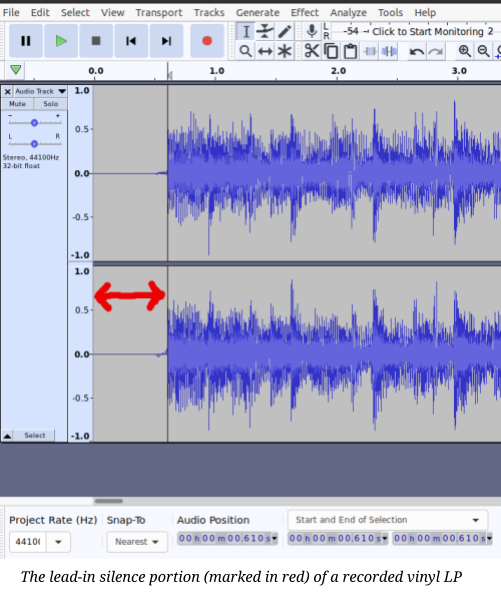 File Edit Select View Transport Tracks Generate Effect Analyze Tools Help
L
R -54 Click to Start Monitoring 2
0.0 1.0 2.0 3.0
× Audio Track
Mute Solo
- +
L R
Stereo, 44100Hz
32-bit float
1.0
0.5
0.0
-0.5
-1.0
1.0
0.5
0.0
-0.5
-1.0
Select
Project Rate (Hz) Snap-To Audio Position Start and End of Selection
44100 Nearest 00 h 00 m 00.610 s 00 h 00 m 00.610 s 00 h 00 m 00.610 s
The lead-in silence portion (marked in red) of a recorded vinyl LP